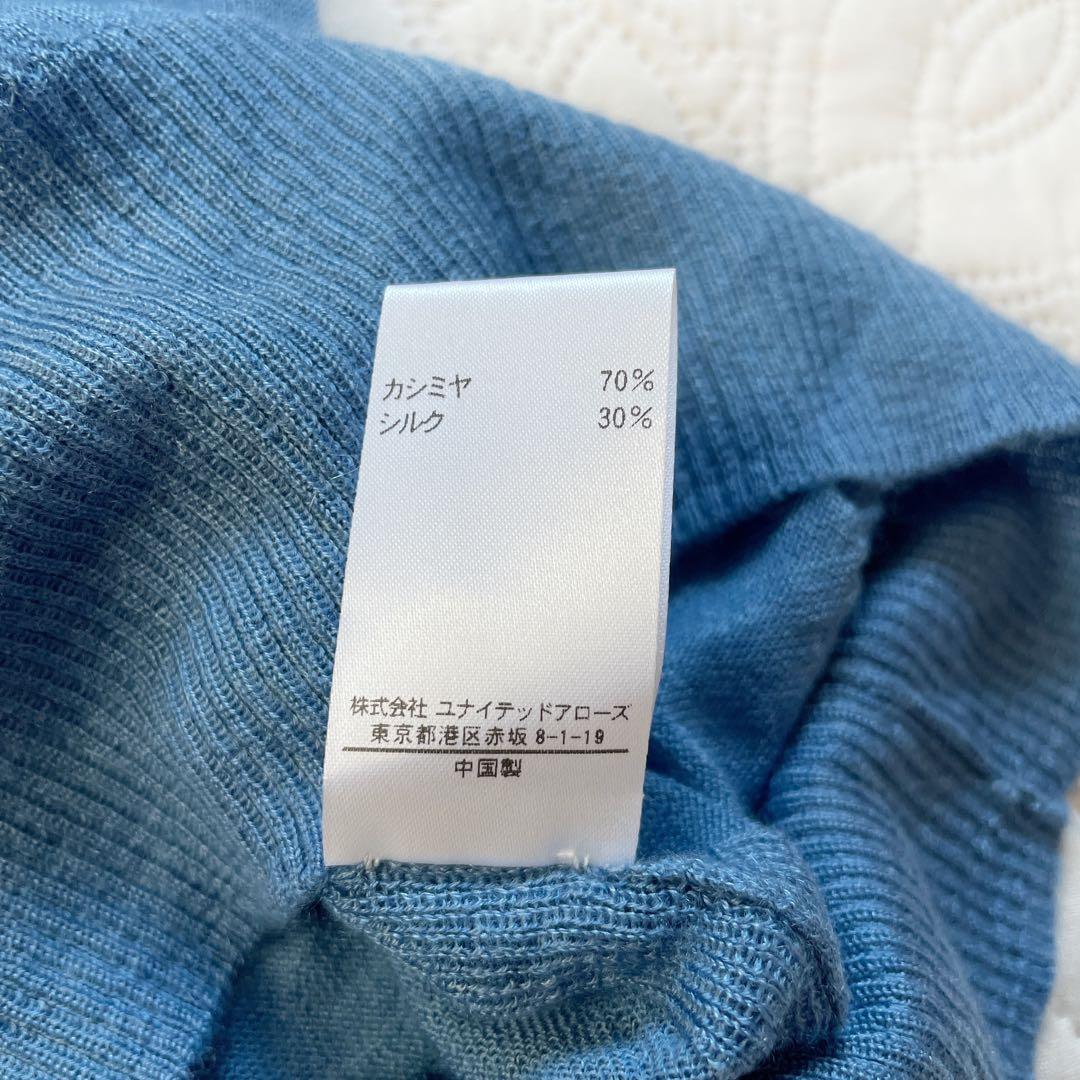 カシミヤ 70%
シルク 30%
株式会社 ユナイテッドアローズ
東京都港区赤坂 8-1-19
中国製